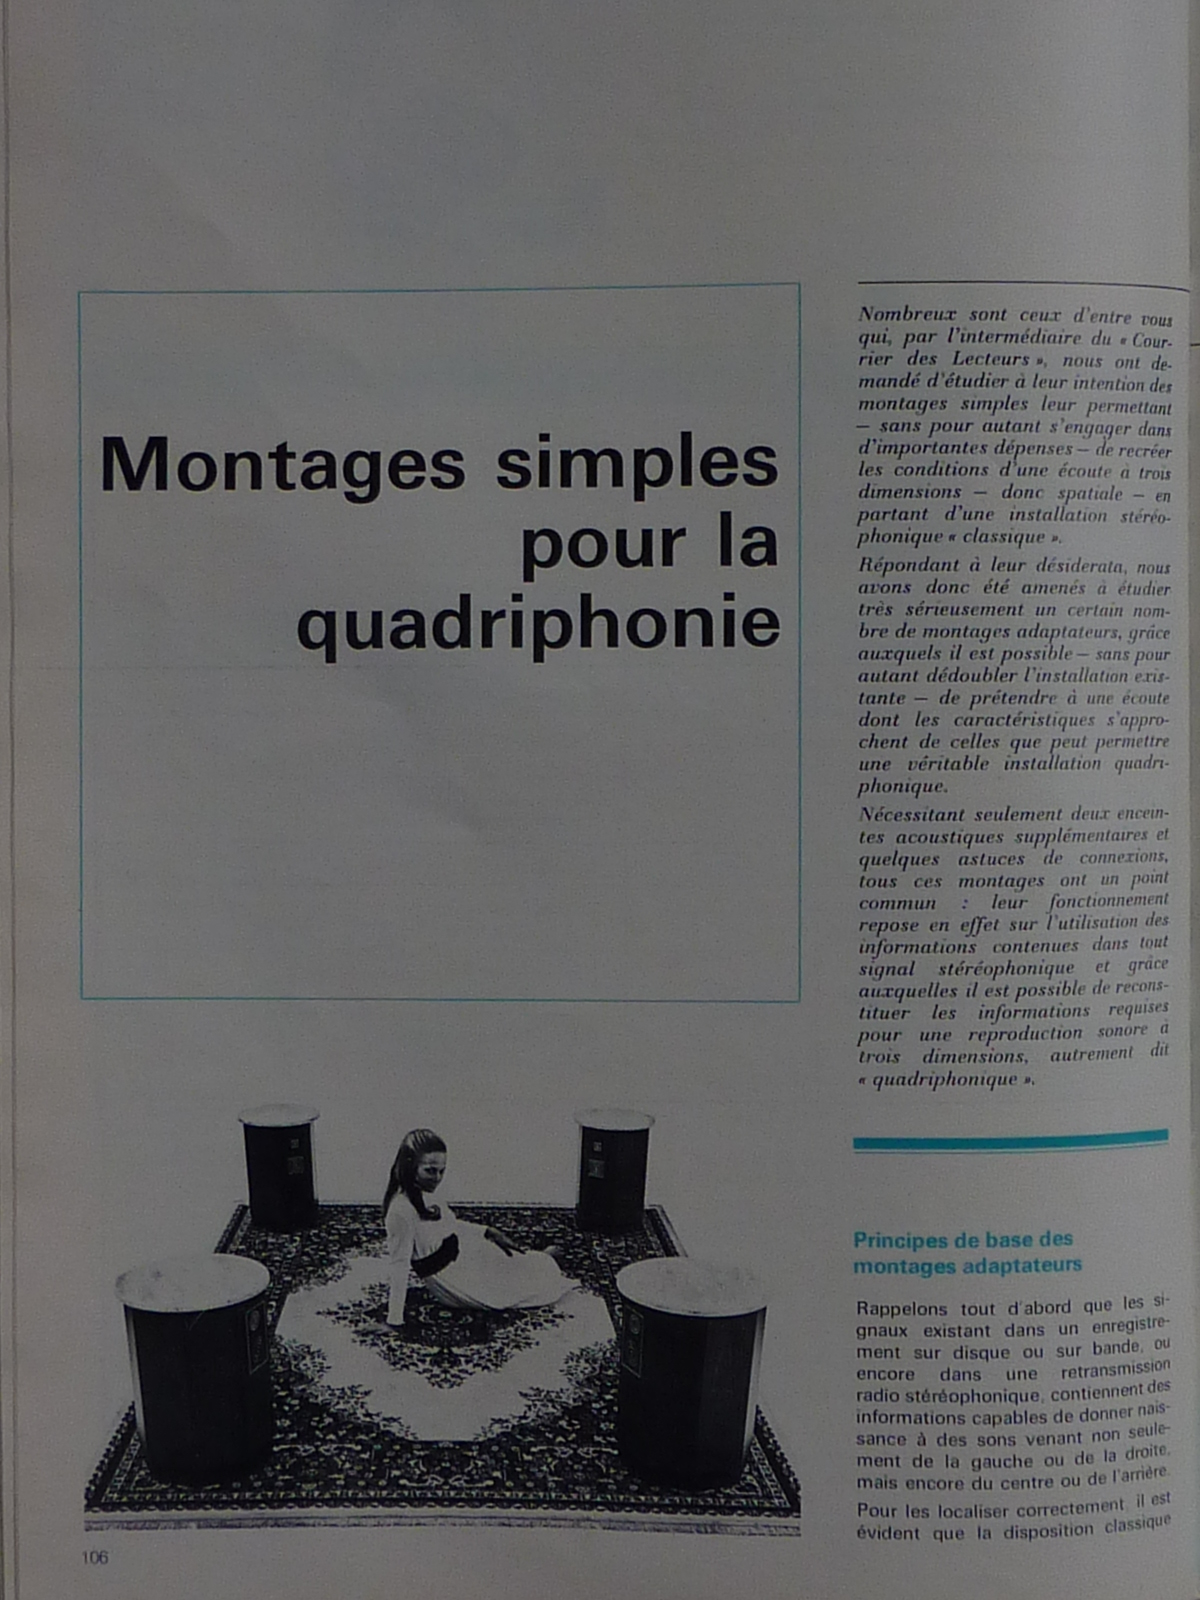 Montages simples
pour la
quadriphonie
Nombreux sont ceux d'entre vous
qui, par l'intermédiaire du « Cour-
rier des Lecteurs », nous ont de-
mandé d'étudier à leur intention des
montages simples leur permettant
— sans pour autant s'engager dans
d'importantes dépenses — de recréer
les conditions d'une écoute à trois
dimensions — donc spatiale — en
partant d'une installation stéréo-
phonique « classique ».
Répondant à leur désiderata, nous
avons donc été amenés à étudier
très sérieusement un certain nom-
bre de montages adaptateurs, grâce
auxquels il est possible — sans pour
autant dédoubler l'installation exis-
tante — de prétendre à une écoute
dont les caractéristiques s'appro-
chent de celles que peut permettre
une véritable installation quadri-
phonique.
Nécessitant seulement deux encein-
tes acoustiques supplémentaires et
quelques astuces de connexions,
tous ces montages ont un point
commun : leur fonctionnement
repose en effet sur l'utilisation des
informations contenues dans tout
signal stéréophonique et grâce
auxquelles il est possible de recons-
tituer les informations requises
pour une reproduction sonore à
trois dimensions, autrement dit
« quadriphonique ».
Principes de base des
montages adaptateurs
Rappelons tout d'abord que les si-
gnaux existant dans un enregistre-
ment sur disque ou sur bande, ou
encore dans une retransmission
radio stéréophonique, contiennent des
informations capables de donner nais-
sance à des sons venant non seule-
ment de la gauche ou de la droite,
mais encore du centre ou de l'arrière.
Pour les localiser correctement, il est
évident que la disposition classique
106